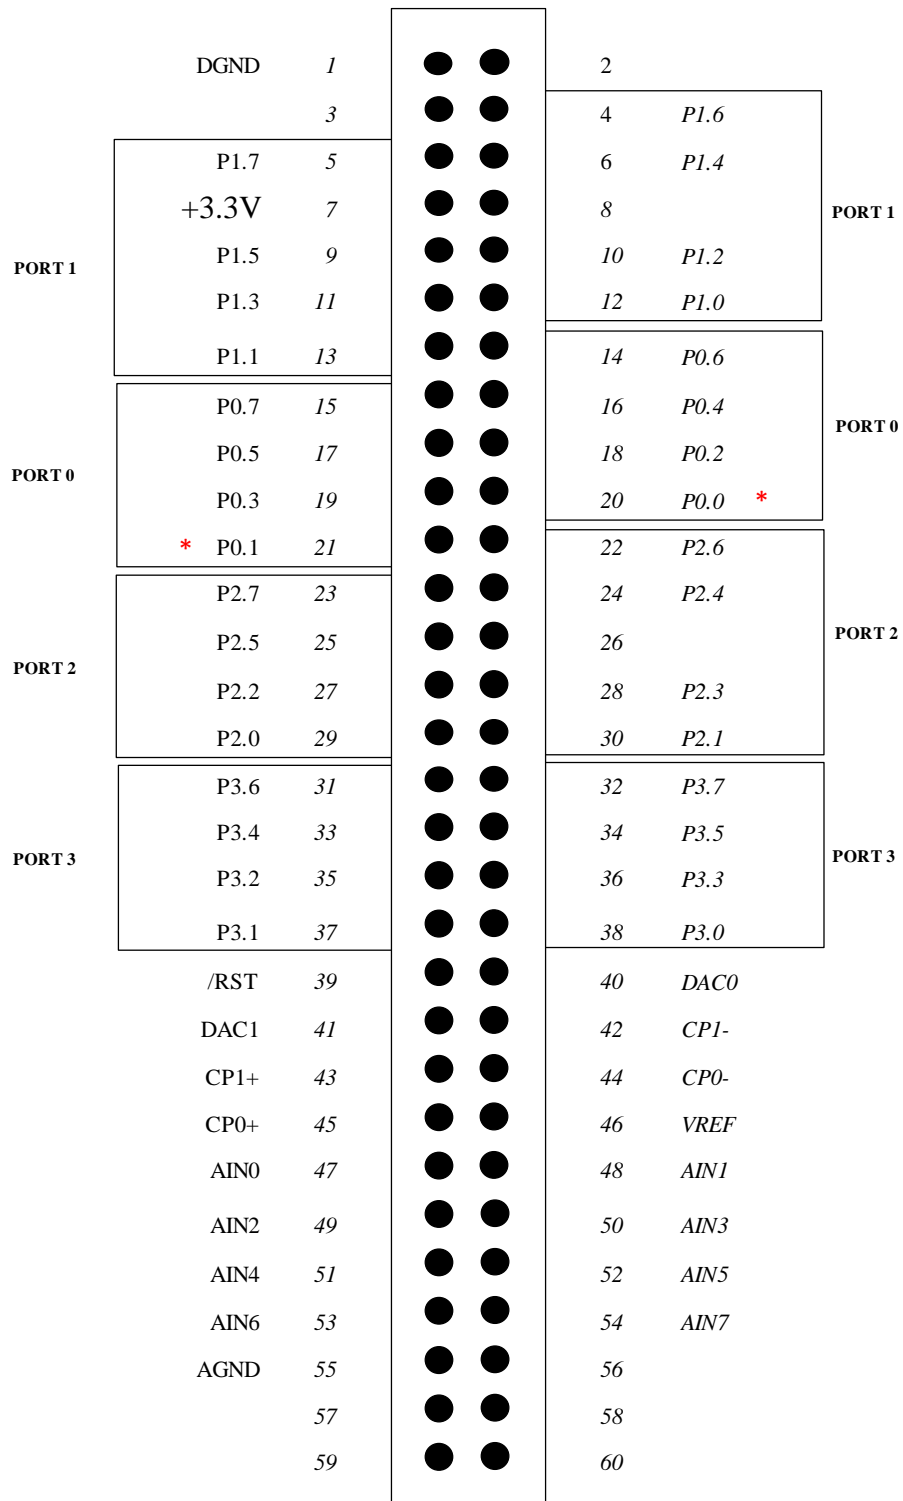 DGND 1 2
3 4 P1.6
P1.7 5 6 P1.4
+3.3V 7 8 PORT 1
PORT 1 P1.5 9 10 P1.2
P1.3 11 12 P1.0
P1.1 13 14 P0.6
P0.7 15 16 P0.4 PORT 0
PORT 0 P0.5 17 18 P0.2
P0.3 19 20 P0.0 *
* P0.1 21 22 P2.6
P2.7 23 24 P2.4
P2.5 25 26 PORT 2
PORT 2 P2.2 27 28 P2.3
P2.0 29 30 P2.1
P3.6 31 32 P3.7
P3.4 33 34 P3.5
PORT 3 PORT 3
P3.2 35 36 P3.3
P3.1 37 38 P3.0
/RST 39 40 DAC0
DAC1 41 42 CP1-
CP1+ 43 44 CP0-
CP0+ 45 46 VREF
AIN0 47 48 AIN1
AIN2 49 50 AIN3
AIN4 51 52 AIN5
AIN6 53 54 AIN7
AGND 55 56
57 58
59 60